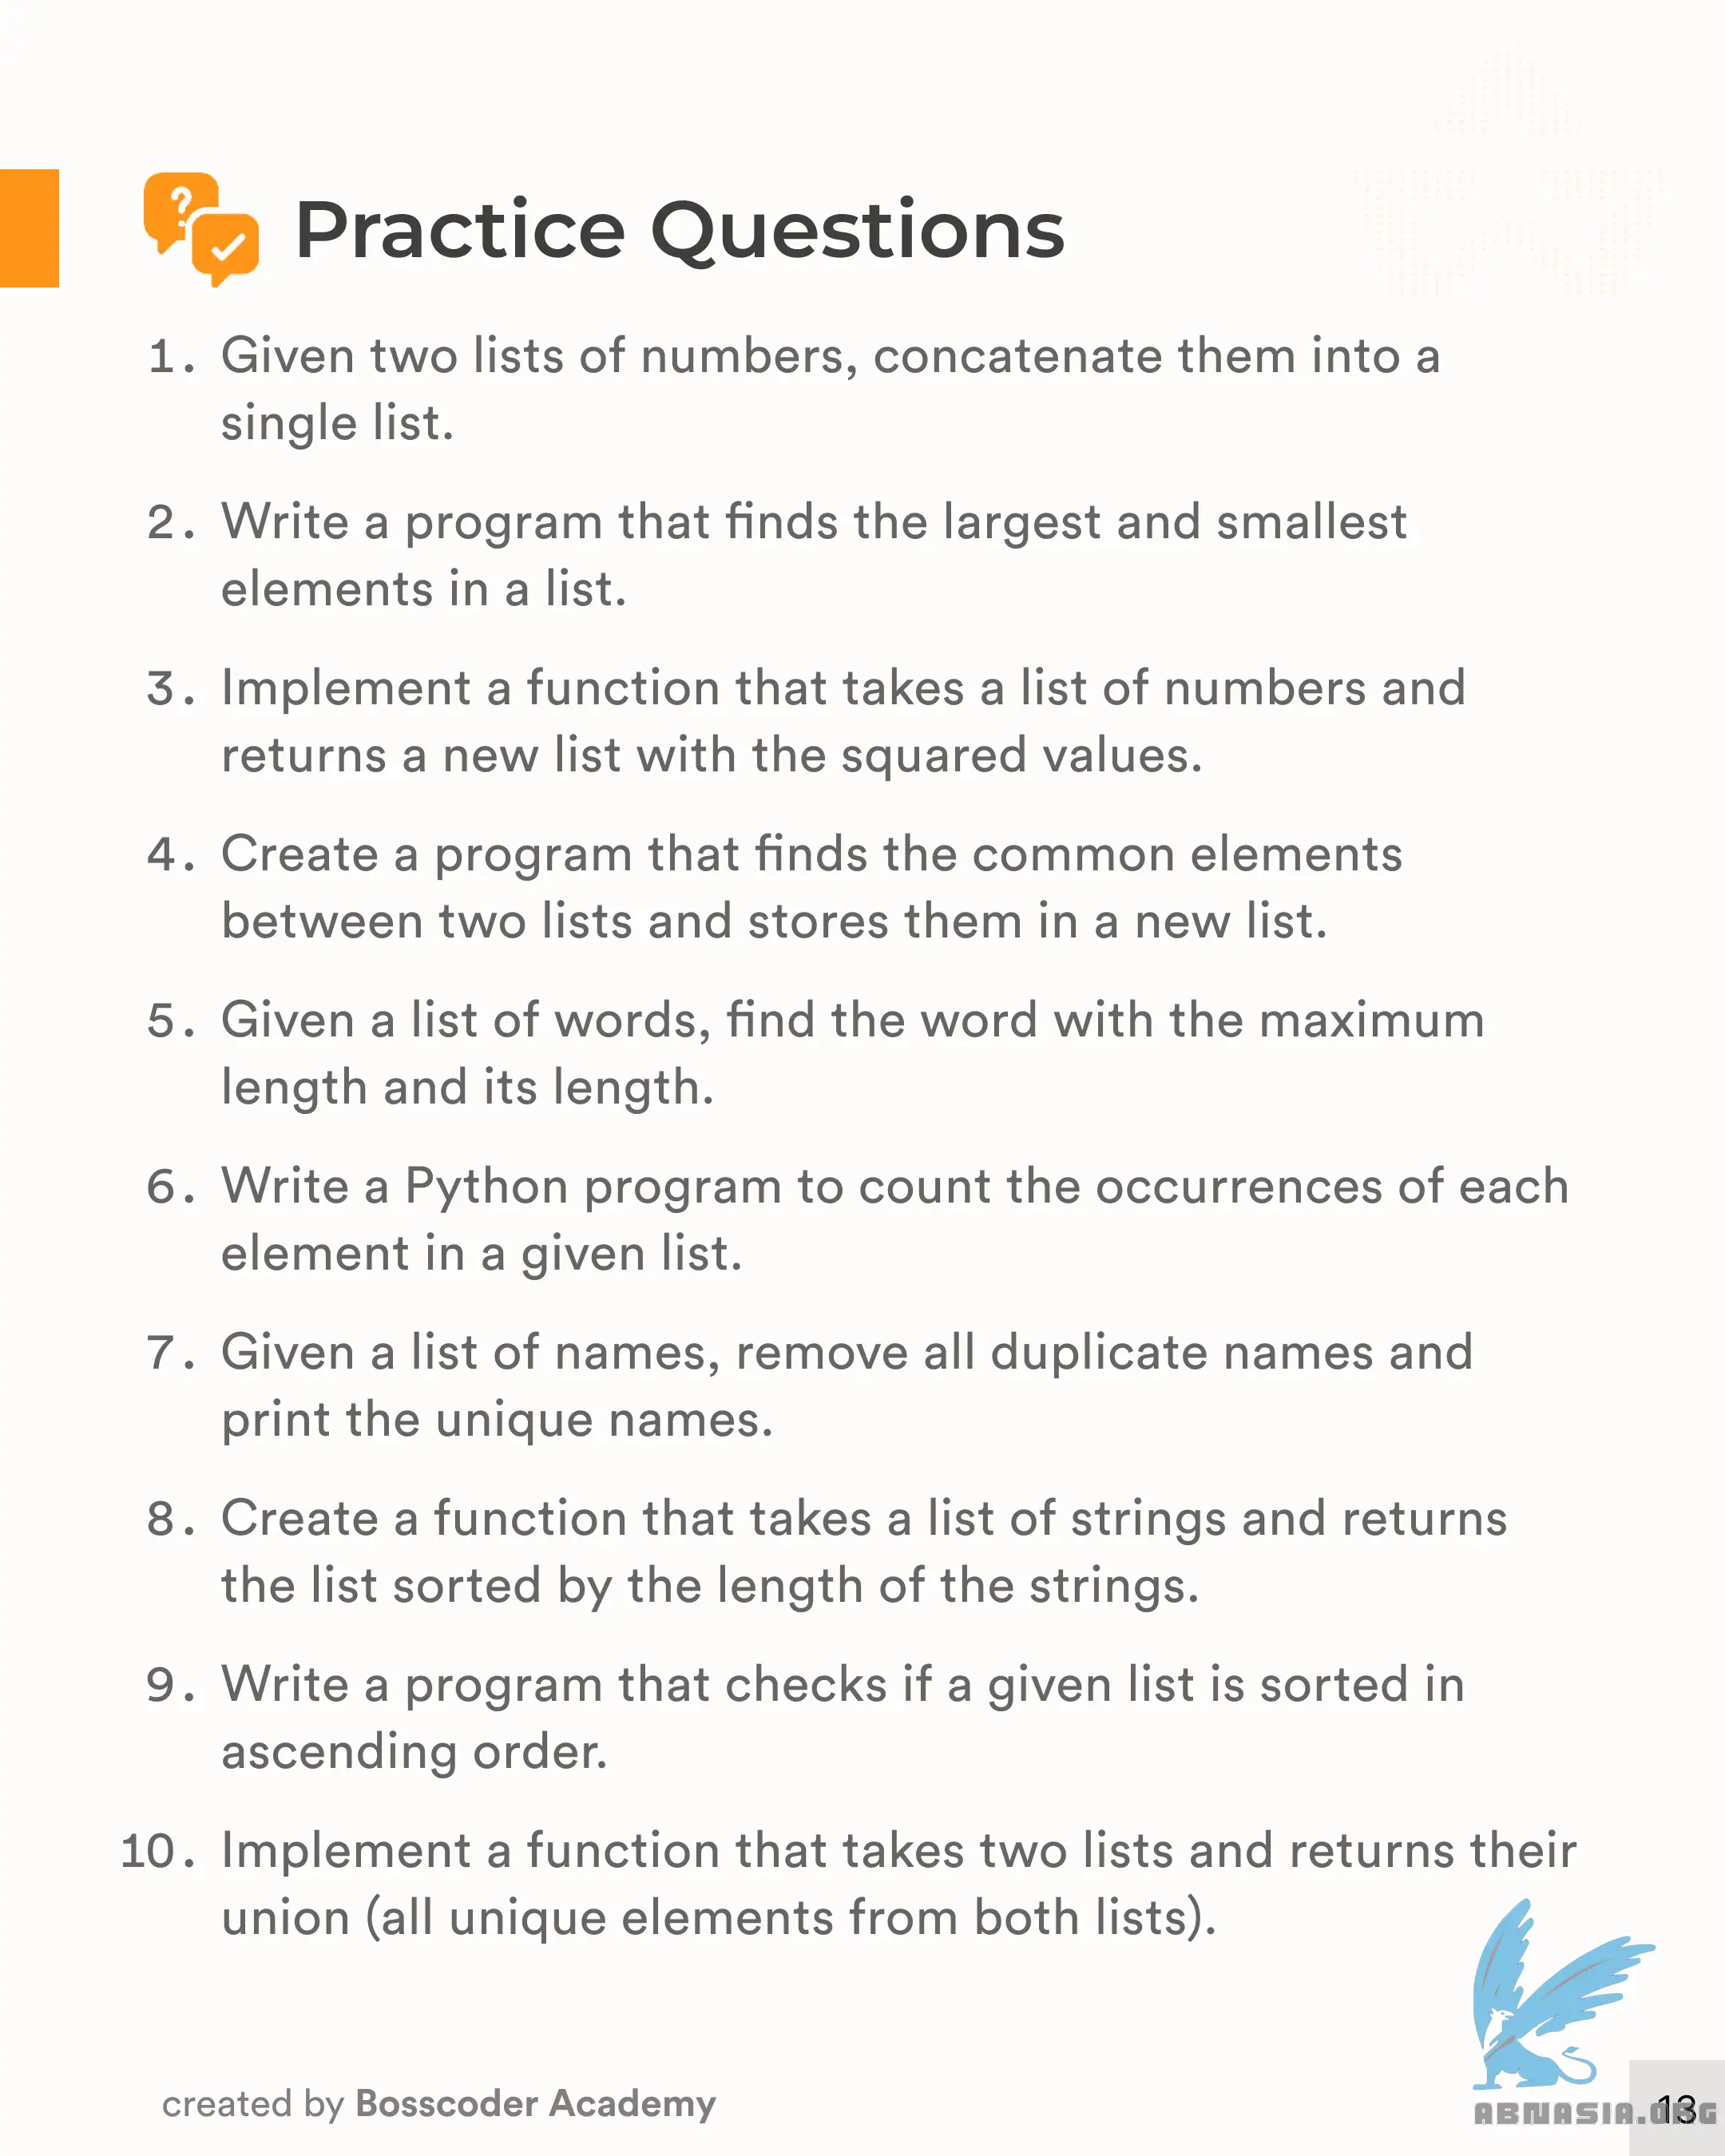 Practice Questions
1. Given two lists of numbers, concatenate them into a
single list.
2. Write a program that finds the largest and smallest
elements in a list.
3. Implement a function that takes a list of numbers and
returns a new list with the squared values.
4. Create a program that finds the common elements
between two lists and stores them in a new list.
5. Given a list of words, find the word with the maximum
length and its length.
6. Write a Python program to count the occurrences of each
element in a given list.
7. Given a list of names, remove all duplicate names and
print the unique names.
8. Create a function that takes a list of strings and returns
the list sorted by the length of the strings.
9. Write a program that checks if a given list is sorted in
ascending order.
10. Implement a function that takes two lists and returns their
union (all unique elements from both lists).
created by Bosscoder Academy
ABNASIA.ORG
13